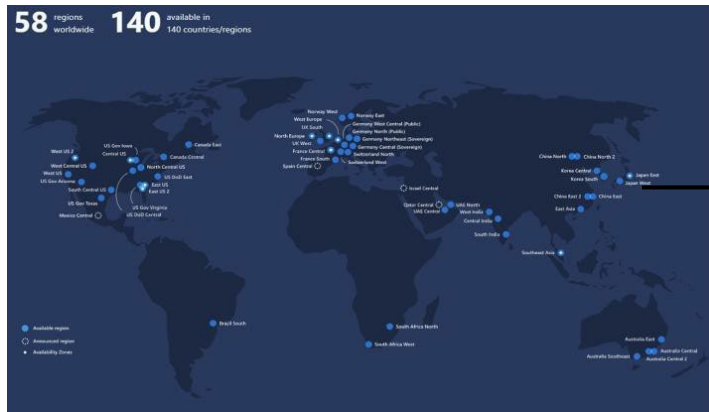 58 regions worldwide
140 available in 140 countries/regions
Norway West
Norway East
West Europe
Germany West Central (Public)
UK South
Germany North (Public)
North Europe
Germany Northeast (Sovereign)
UK West
Germany Central (Sovereign)
France Central
Switzerland North
France South
Switzerland West
Spain Central
Canada East
US Gov Iowa
West US 2
Central US
Canada Central
West Central US
North Central US
West US
US DoD East
US Gov Arizona
East US
South Central US
East US 2
US Gov Texas
US Gov Virginia
Mexico Central
US DoD Central
China North
China North 2
Korea Central
Japan East
Korea South
Japan West
Israel Central
Qatar Central
UAE North
UAE Central
West India
China East 2
China East
Central India
East Asia
South India
Southeast Asia
Brazil South
South Africa North
South Africa West
Australia East
Australia Southeast
Australia Central
Australia Central 2
Available region
Announced region
Availability Zones